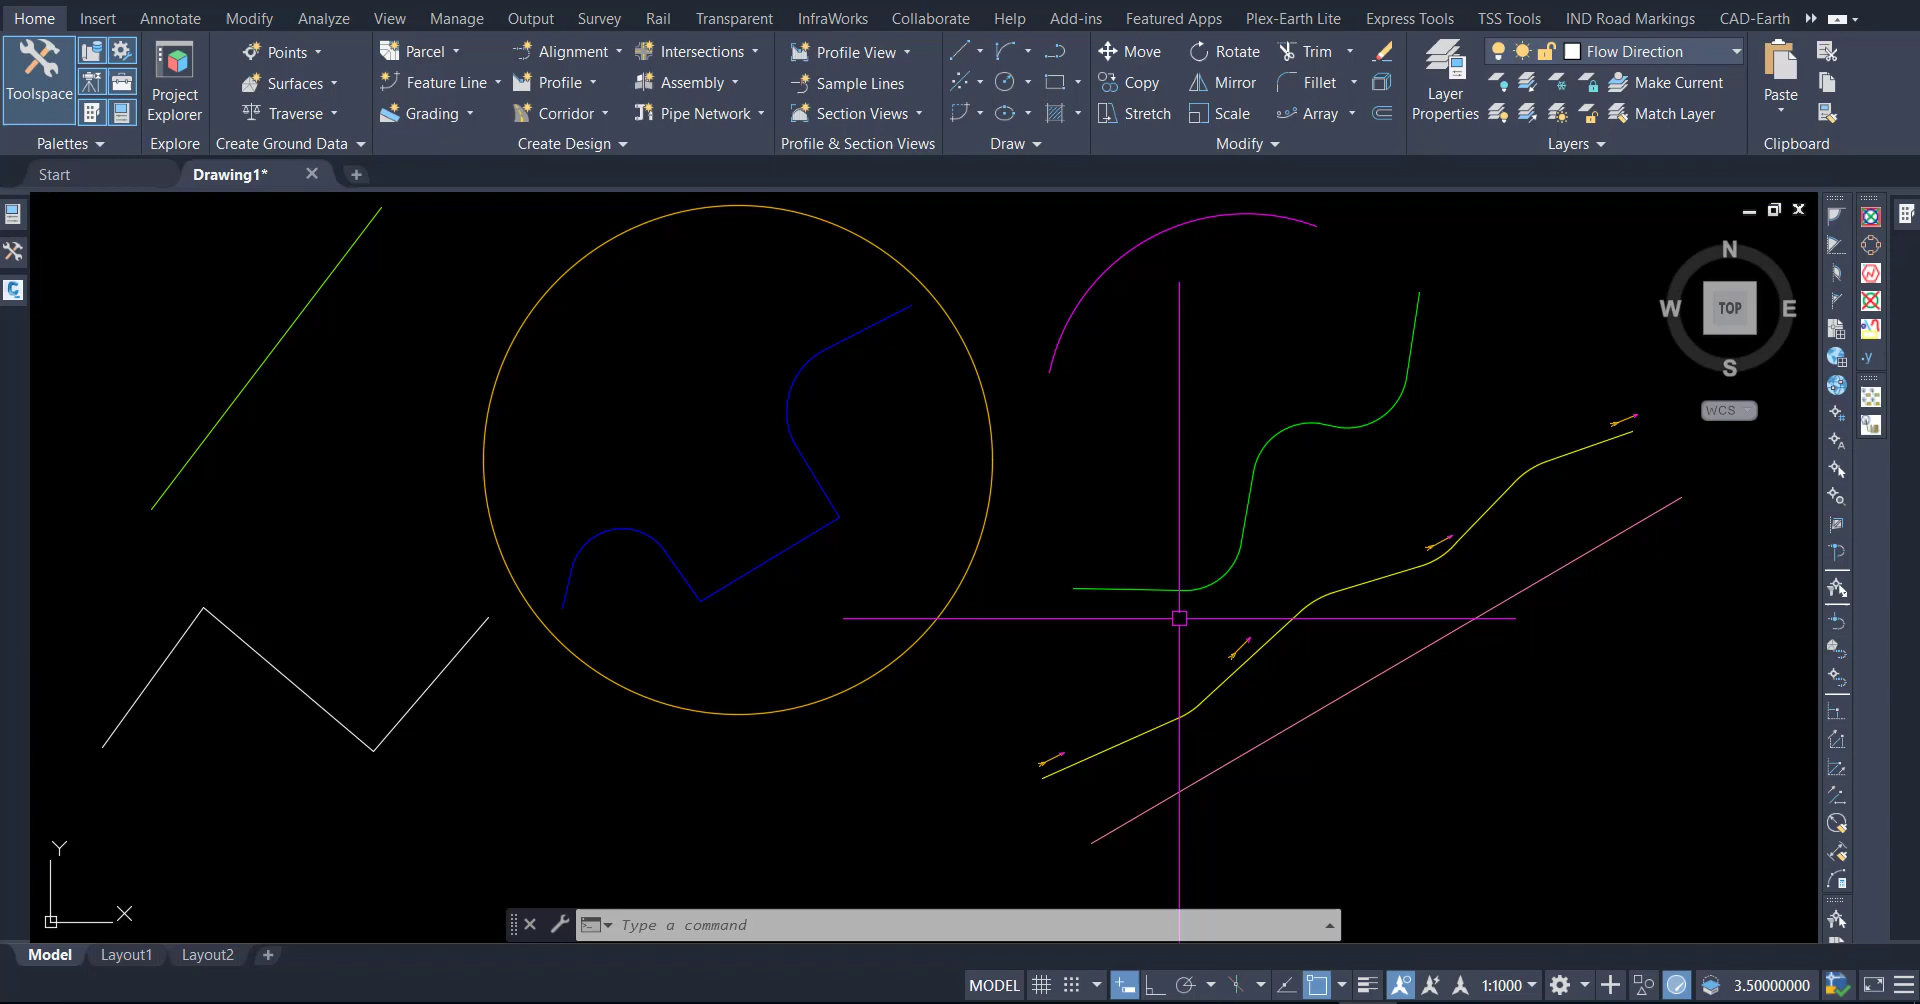 Home Insert Annotate Modify Analyze View Manage Output Survey Rail Transparent InfraWorks Collaborate Help Add-ins Featured Apps Plex-Earth Lite Express Tools TSS Tools IND Road Markings CAD-Earth
Points Parcel Alignment Intersections Profile View Move Rotate Trim Flow Direction
Toolspace Project Explorer Surfaces Feature Line Profile Assembly Sample Lines Copy Mirror Fillet Layer Properties Make Current Paste
Traverse Grading Corridor Pipe Network Section Views Stretch Scale Array Match Layer
Palettes Explore Create Ground Data Create Design Profile & Section Views Draw Modify Layers Clipboard
Start Drawing1*
N
W TOP E
S
WCS
.y
Y
X
Type a command
Model Layout1 Layout2
MODEL 1:1000 3.50000000